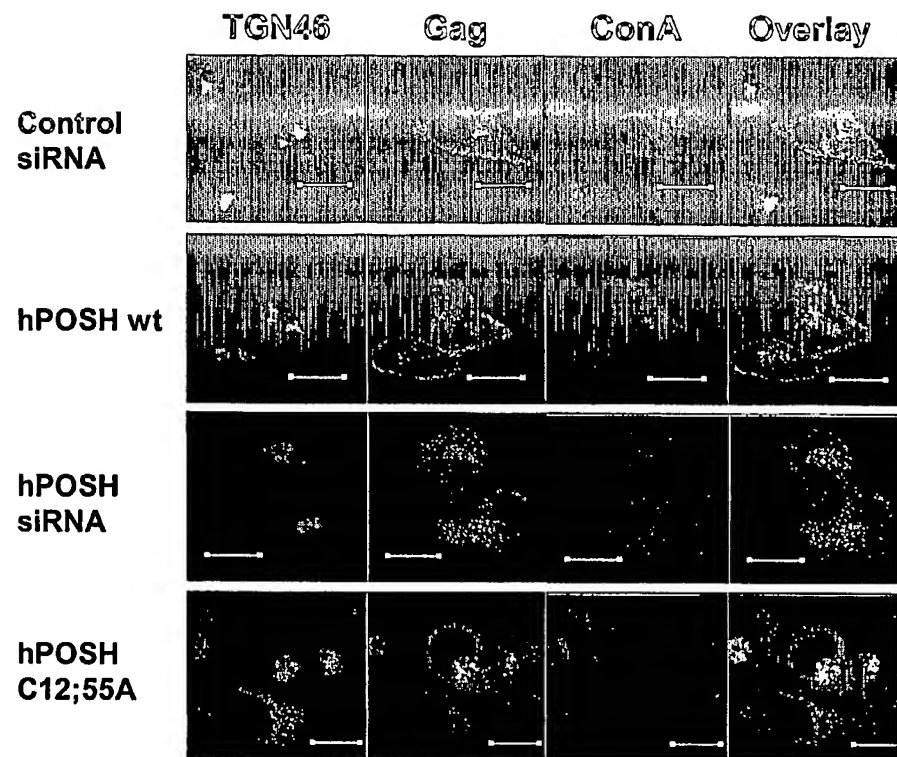 TGN46 Gag ConA Overlay
Control
siRNA
hPOSH wt
hPOSH
siRNA
hPOSH
C12;55A